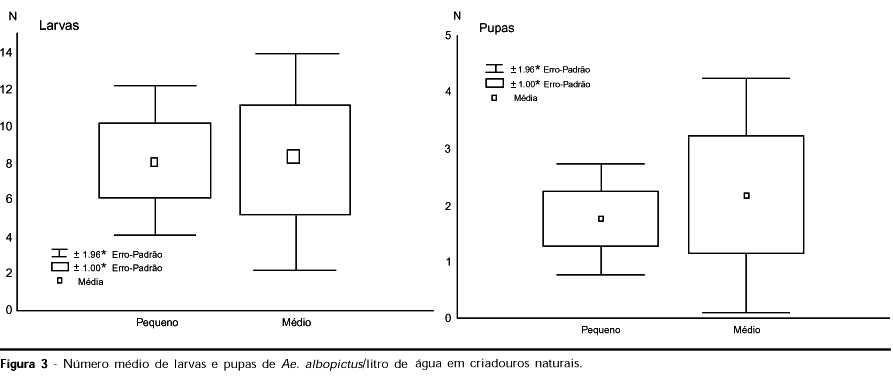 N
Larvas
14
12
10
8
6
4
2
0
± 1.96* Erro-Padrão
± 1.00* Erro-Padrão
Média
Pequeno
Médio
N
Pupas
5
4
3
2
1
0
± 1.96* Erro-Padrão
± 1.00* Erro-Padrão
Média
Pequeno
Médio
Figura 3 - Número médio de larvas e pupas de Ae. albopictus/litro de água em criadouros naturais.